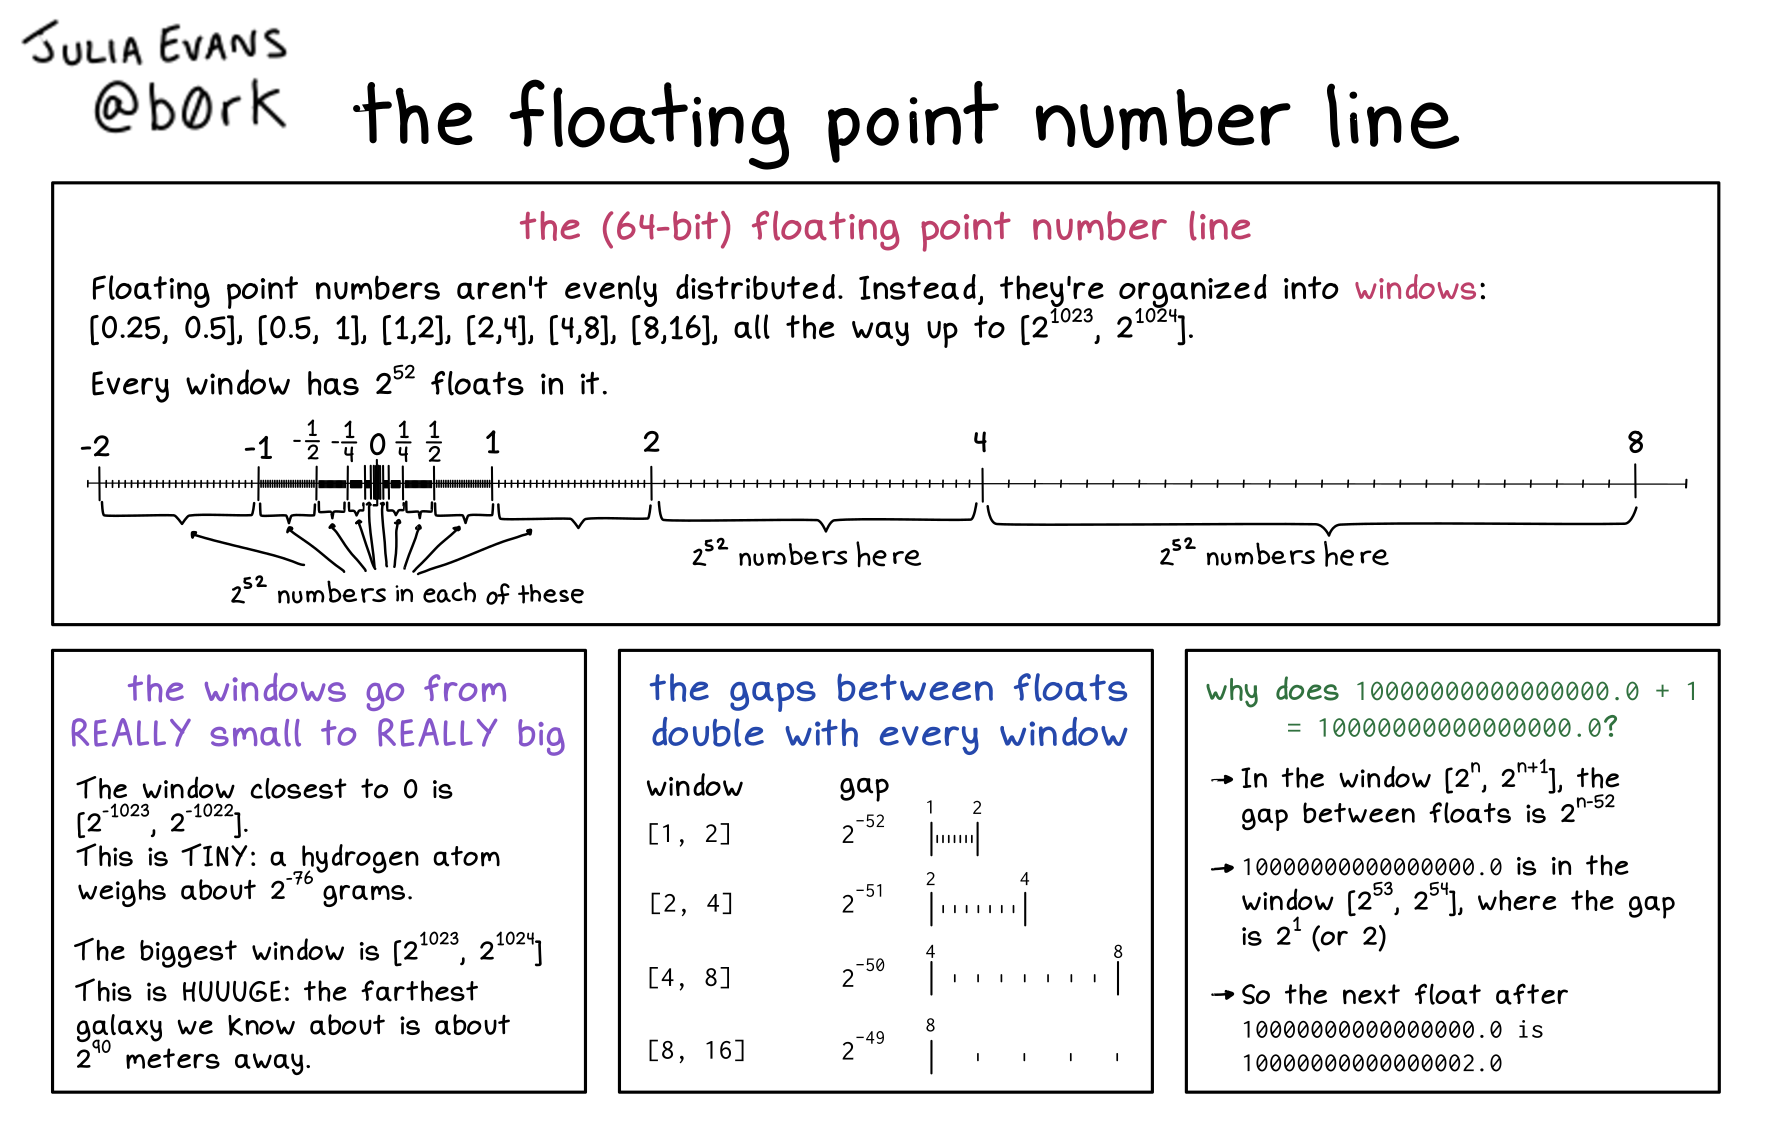 JULIA EVANS
@b0rk
the floating point number line
the (64-bit) floating point number line
Floating point numbers aren't evenly distributed. Instead, they're organized into windows:
[0.25, 0.5], [0.5, 1], [1,2], [2,4], [4,8], [8,16], all the way up to [2^1023, 2^1024].
Every window has 2^52 floats in it.
-2 -1 -1/2 -1/4 0 1/4 1/2 1 2 4 8
2^52 numbers here
2^52 numbers here
2^52 numbers in each of these
the windows go from
REALLY small to REALLY big
The window closest to 0 is
[2^-1023, 2^-1022].
This is TINY: a hydrogen atom
weighs about 2^-76 grams.
The biggest window is [2^1023, 2^1024]
This is HUUUGE: the farthest
galaxy we know about is about
2^90 meters away.
the gaps between floats
double with every window
window gap
1 2
[1, 2] 2^-52
2 4
[2, 4] 2^-51
4 8
[4, 8] 2^-50
8
[8, 16] 2^-49
why does 10000000000000000.0 + 1
= 10000000000000000.0?
→ In the window [2^n, 2^n+1], the
gap between floats is 2^n-52
→ 10000000000000000.0 is in the
window [2^53, 2^54], where the gap
is 2^1 (or 2)
→ So the next float after
10000000000000000.0 is
10000000000000002.0